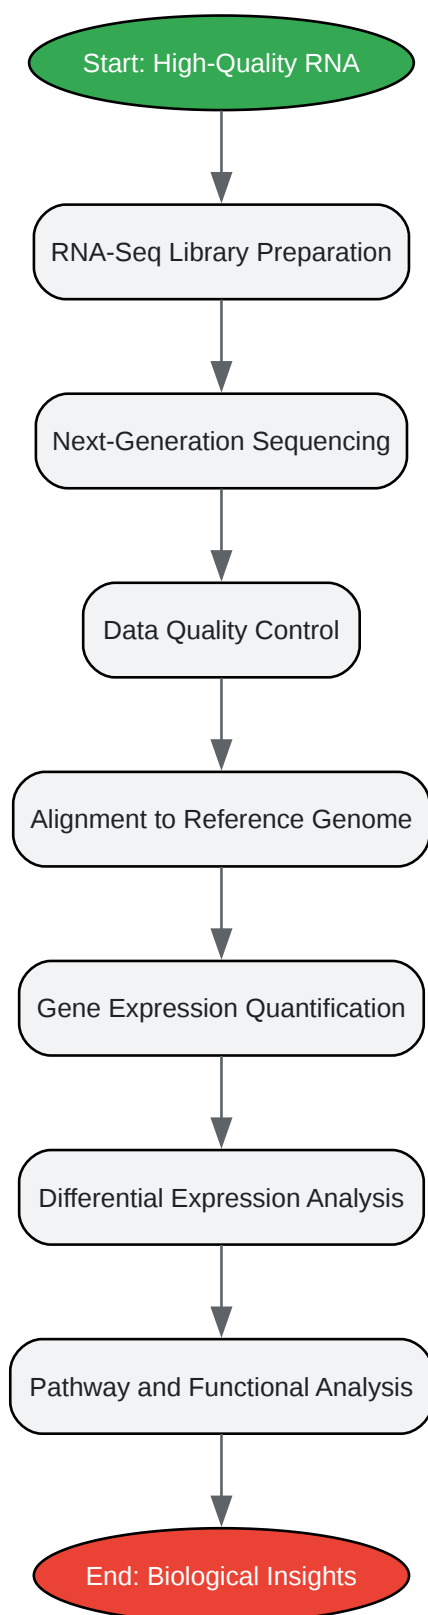 Start: High-Quality RNA
RNA-Seq Library Preparation
Next-Generation Sequencing
Data Quality Control
Alignment to Reference Genome
Gene Expression Quantification
Differential Expression Analysis
Pathway and Functional Analysis
End: Biological Insights